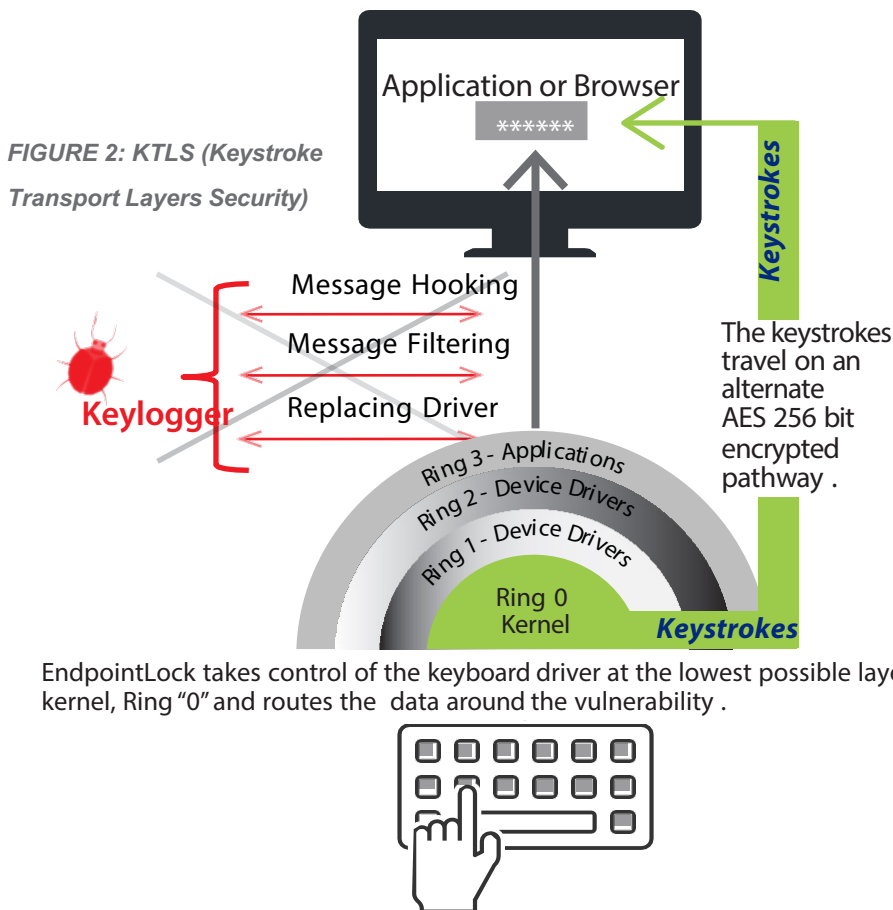 Application or Browser
******
FIGURE 2: KTLS (Keystroke
Transport Layers Security)
Keystrokes
Message Hooking
Message Filtering
Replacing Driver
Keylogger
The keystrokes
travel on an
alternate
AES 256 bit
encrypted
pathway .
Ring 3 - Applications
Ring 2 - Device Drivers
Ring 1 - Device Drivers
Ring 0
Kernel
Keystrokes
EndpointLock takes control of the keyboard driver at the lowest possible laye
kernel, Ring “0” and routes the data around the vulnerability .